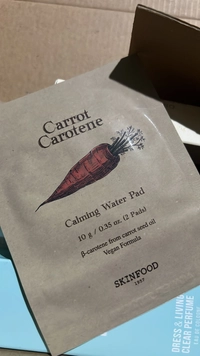 Carrot
Carotene
Calming Water Pad
10 g / 0.35 oz. (2 Pads)
β-carotene from carrot seed oil
Vegan Formula
SKINFOOD
1957
DRESS & LIVING
CLEAR PERFUME